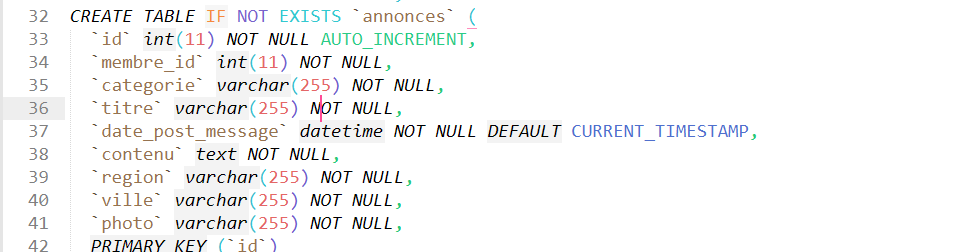 32 CREATE TABLE IF NOT EXISTS `annonces` (
33 `id` int(11) NOT NULL AUTO_INCREMENT,
34 `membre_id` int(11) NOT NULL,
35 `categorie` varchar(255) NOT NULL,
36 `titre` varchar(255) NOT NULL,
37 `date_post_message` datetime NOT NULL DEFAULT CURRENT_TIMESTAMP,
38 `contenu` text NOT NULL,
39 `region` varchar(255) NOT NULL,
40 `ville` varchar(255) NOT NULL,
41 `photo` varchar(255) NOT NULL,
42 PRIMARY KEY (`id`)